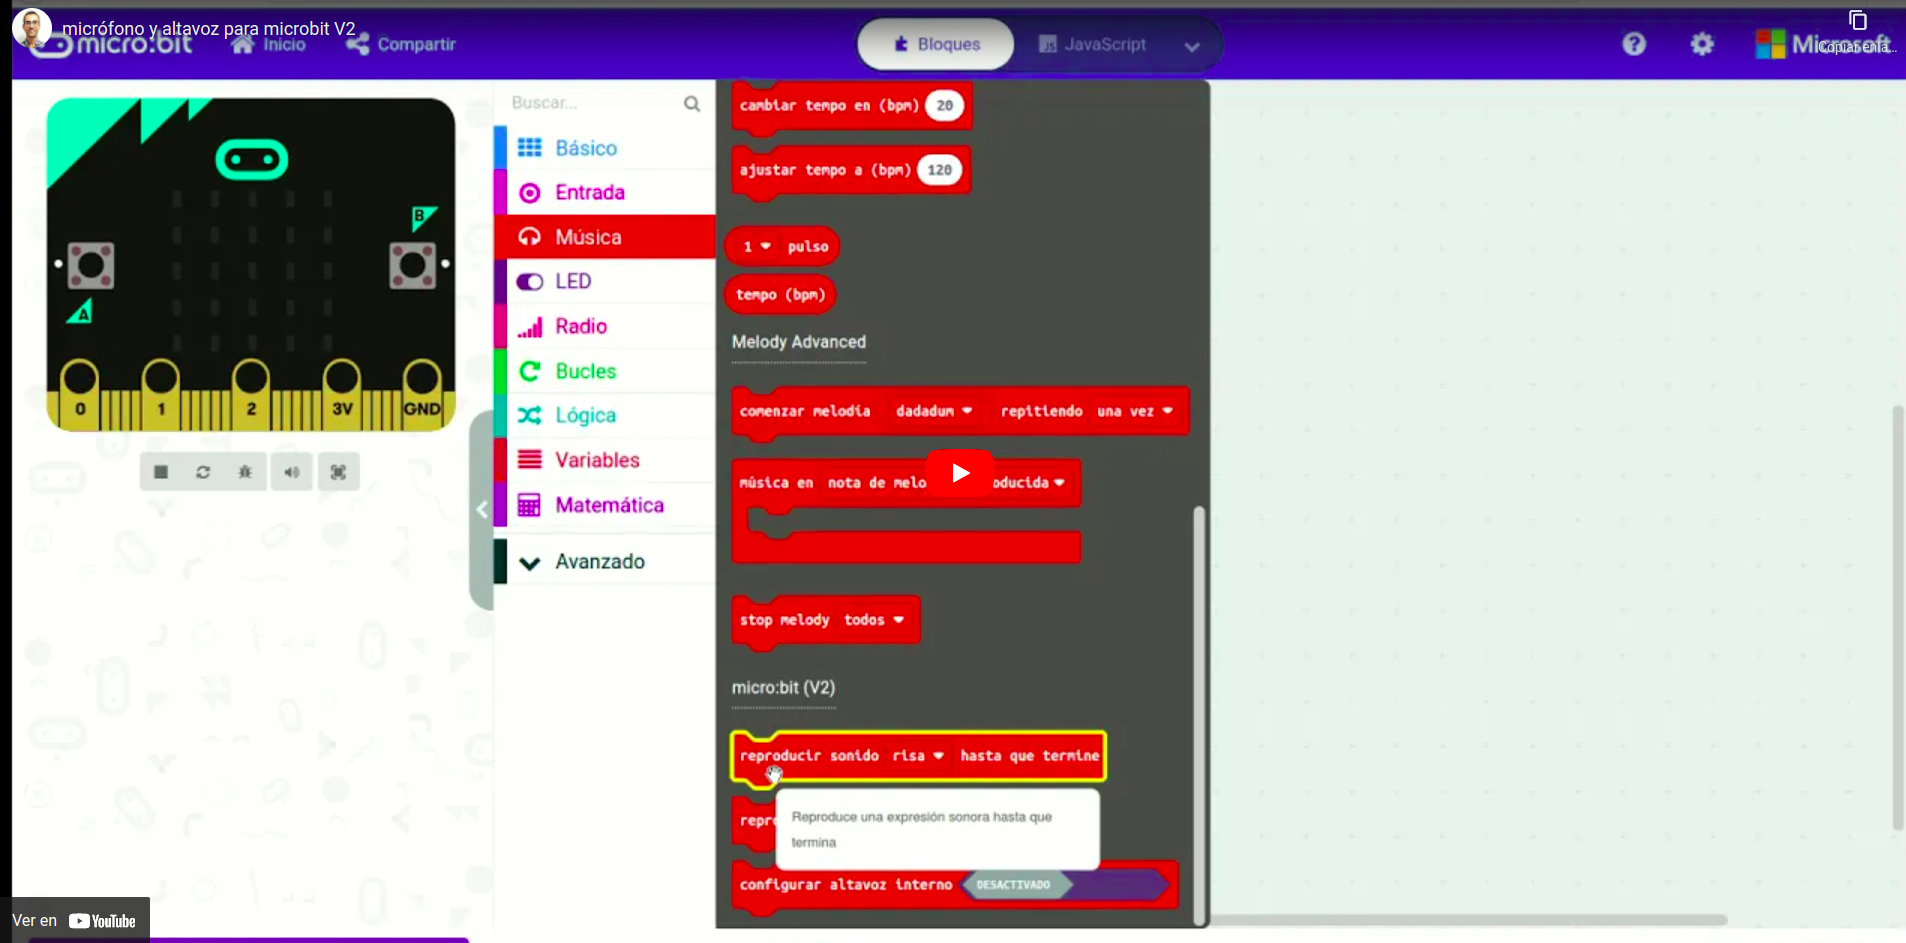 micrófono y altavoz para microbit V2
micro:bit
Inicio
Compartir
Bloques
JavaScript
Microsoft
Copiar enla...
Buscar...
Básico
Entrada
Música
LED
Radio
Bucles
Lógica
Variables
Matemática
Avanzado
B
A
0 1 2 3V GND
cambiar tempo en (bpm) 20
ajustar tempo a (bpm) 120
1 pulso
tempo (bpm)
Melody Advanced
comenzar melodía dadadum repitiendo una vez
música en nota de melo oducida
stop melody todos
micro:bit (V2)
reproducir sonido risa hasta que termine
repr
Reproduce una expresión sonora hasta que
termina
configurar altavoz interno DESACTIVADO
Ver en YouTube